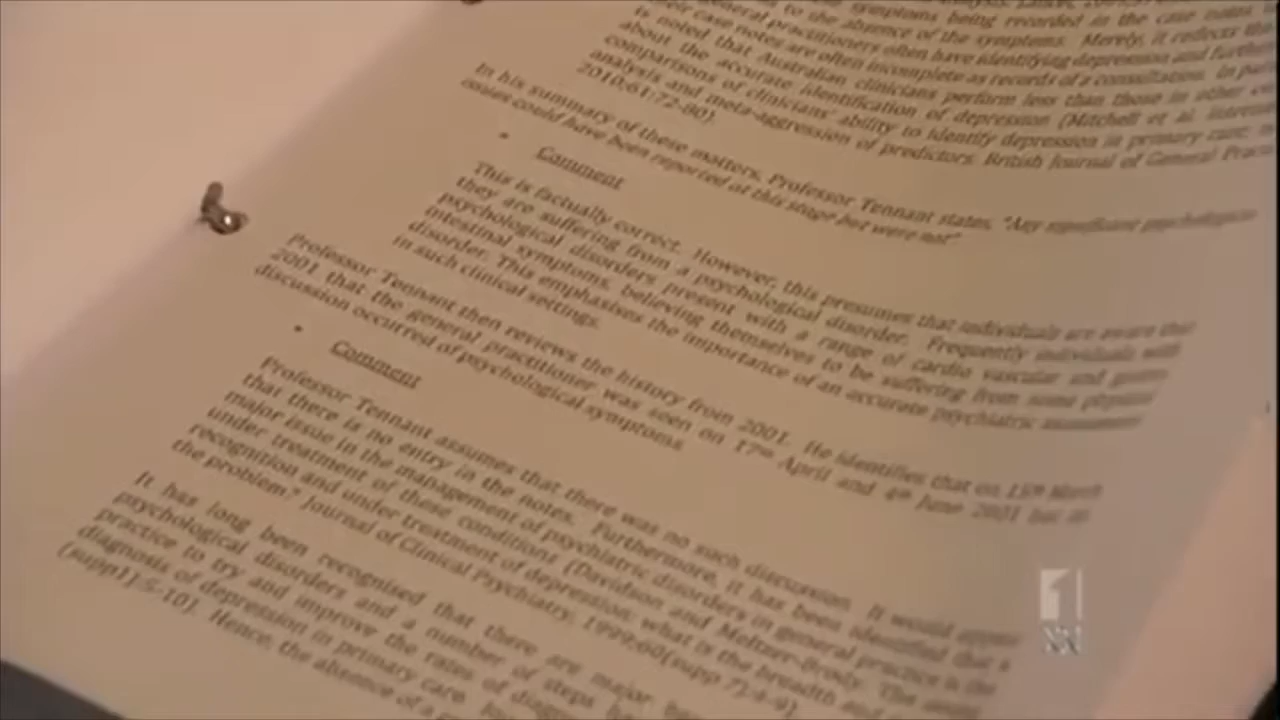 symptoms being recorded in the case notes
to the absence of the symptoms. Merely, it reflects the
general practitioners often have identifying depression and further
their case notes are often incomplete as records of a consultation. In
is noted that Australian clinicians perform less than those in other
about the accurate identification of depression (Mitchell et al.
comparisons of clinicians' ability to identify depression in primary care:
analysis and meta-aggression of predictors. British Journal of General
2010;61:72-80).
In his summary of these matters, Professor Tennant states, "Any significant psychological
issues could have been reported at this stage but were not"
• Comment
This is factually correct. However, this presumes that individuals are aware that
they are suffering from a psychological disorder. Frequently individuals with
psychological disorders present with a range of cardio vascular and gastro
intestinal symptoms, believing themselves to be suffering from some physical
disorder. This emphasises the importance of an accurate psychiatric assessment
in such clinical settings.
Professor Tennant then reviews the history from 2001. He identifies that on 15th March
2001 that the general practitioner was seen on 17th April and 4th June 2001 but no
discussion occurred of psychological symptoms.
• Comment
Professor Tennant assumes that there was no such discussion. It would appear
that there is no entry in the notes. Furthermore, it has been identified that a
major issue in the management of psychiatric disorders in general practice is the
under treatment of these conditions (Davidson and Meltzer-Brody. The under
recognition and under treatment of depression: what is the breadth and
the problem? Journal of Clinical Psychiatry. 1999;60(supp 7):4-9)
It has long been recognised that there are major
psychological disorders and a number of steps
practice to try and improve the rates of
diagnosis of depression in primary care.
(supp1):5-10). Hence, the absence of a
1